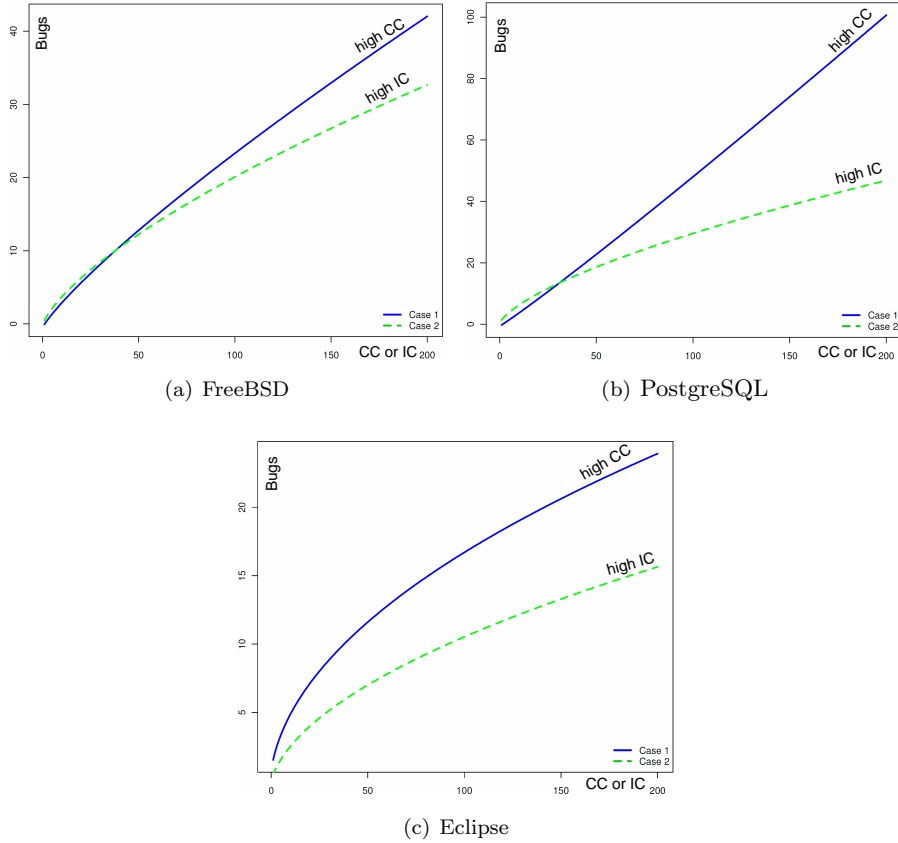 Bugs
40
30
20
10
0
high CC
high IC
Case 1
Case 2
0
50
100
150
200
CC or IC
(a) FreeBSD
Bugs
100
80
60
40
20
0
high CC
high IC
Case 1
Case 2
0
50
100
150
200
CC or IC
(b) PostgreSQL
Bugs
20
15
10
5
high CC
high IC
Case 1
Case 2
0
50
100
150
200
CC or IC
(c) Eclipse